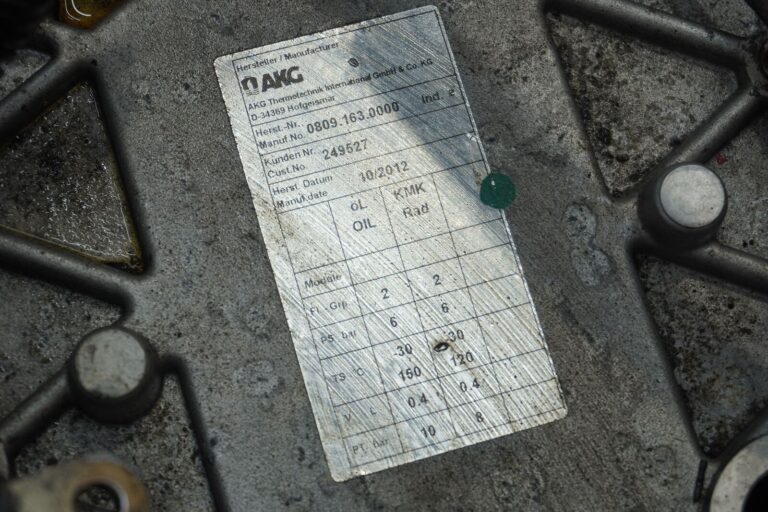 Hersteller / Manufacturer
AKG
AKG Thermotechnik International GmbH & Co. KG
D-34369 Hofgeismar
Herst.-Nr. 0809.163.0000 Ind.
Manuf.No.
Kunden Nr. 249527
Cust.No.
Herst. Datum 10/2012
Manuf.date
ÖL KMK
OIL Rad
Module
Fl. Grp 2 2
PS bar 6 6
TS °C -30 -30
150 120
V L 0.4 0.4
PT bar 10 8